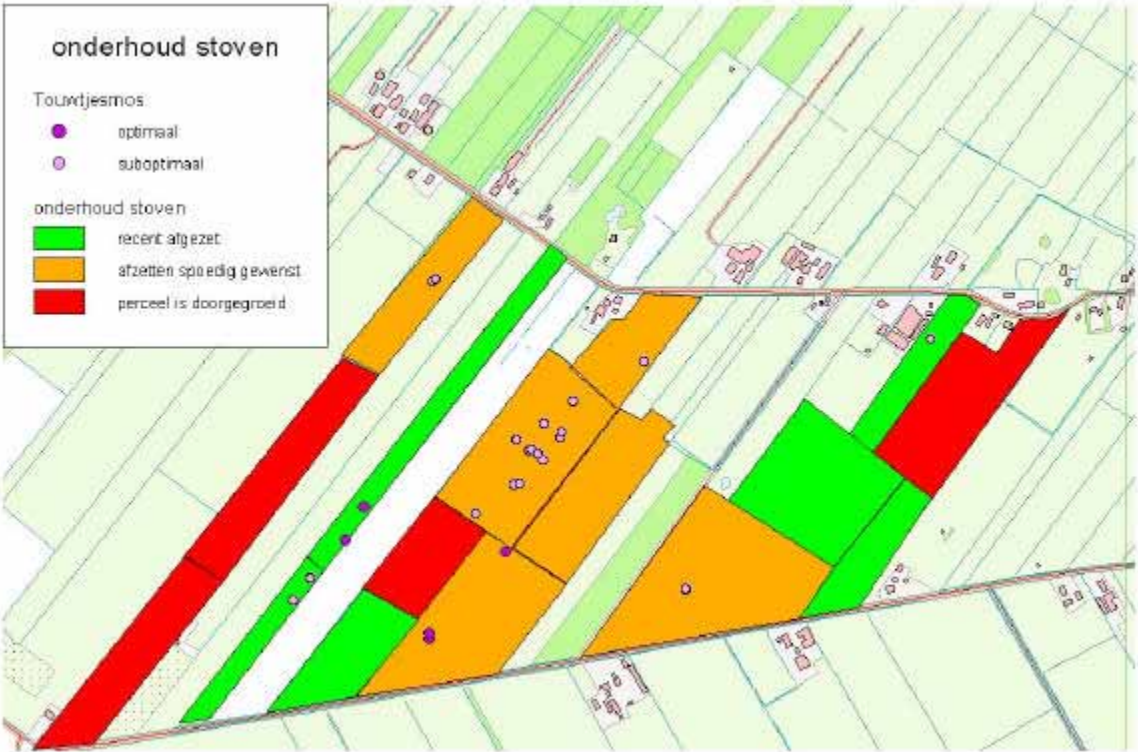 onderhoud stoven
Touwtjesmos
optimaal
suboptimaal
onderhoud stoven
recent afgezet
afzetten spoedig gewenst
perceel is doorgegroeid